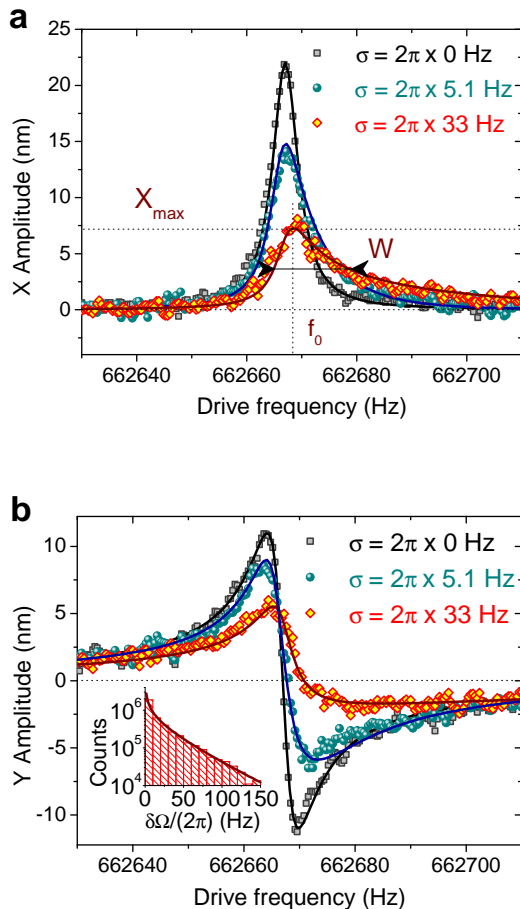 a
25
σ = 2π x 0 Hz
20
σ = 2π x 5.1 Hz
σ = 2π x 33 Hz
15
X Amplitude (nm)
10
Xmax
5
W
0
f0
662640 662660 662680 662700
Drive frequency (Hz)
b
10
σ = 2π x 0 Hz
σ = 2π x 5.1 Hz
5
σ = 2π x 33 Hz
0
Y Amplitude (nm)
-5
10^6
10^5
10^4
Counts
0 50 100 150
δΩ/(2π) (Hz)
-10
662640 662660 662680 662700
Drive frequency (Hz)